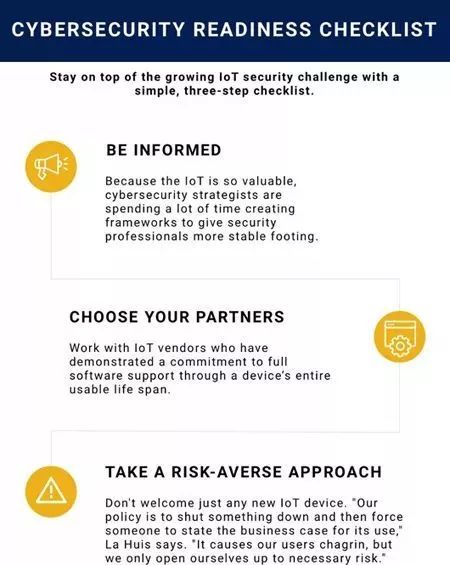 CYBERSECURITY READINESS CHECKLIST
Stay on top of the growing IoT security challenge with a
simple, three-step checklist.
BE INFORMED
Because the IoT is so valuable,
cybersecurity strategists are
spending a lot of time creating
frameworks to give security
professionals more stable footing.
CHOOSE YOUR PARTNERS
Work with IoT vendors who have
demonstrated a commitment to full
software support through a device's entire
usable life span.
TAKE A RISK-AVERSE APPROACH
Don't welcome just any new IoT device. "Our
policy is to shut something down and then force
someone to state the business case for its use,"
La Huis says. "It causes our users chagrin, but
we only open ourselves up to necessary risk."